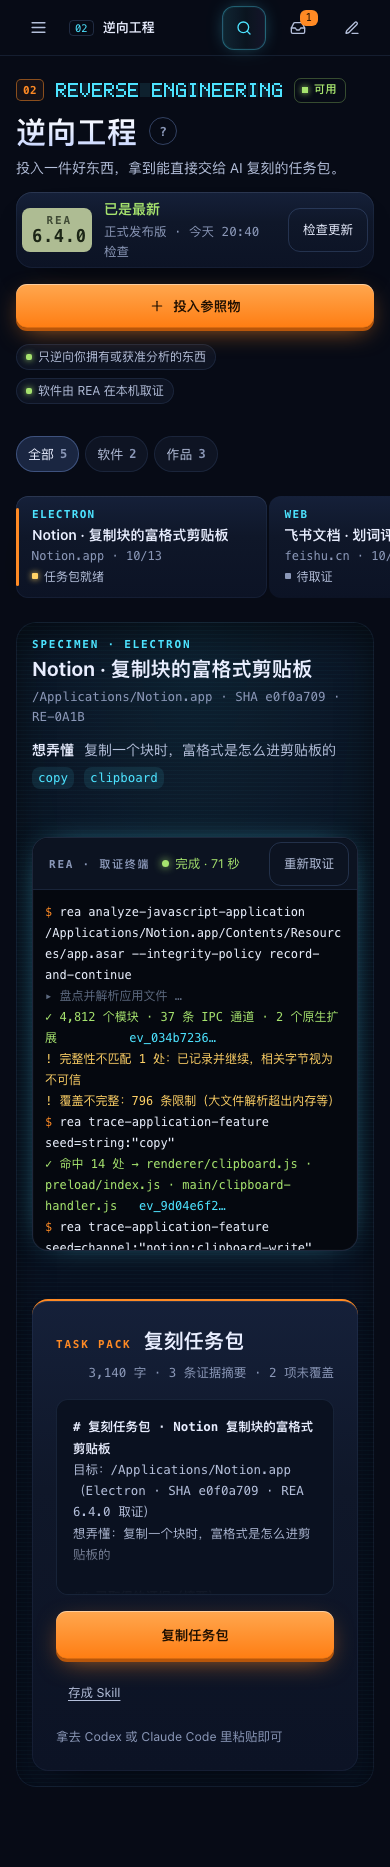 02 逆向工程
1
02 REVERSE ENGINEERING 可用
逆向工程 ?
投入一件好东西，拿到能直接交给 AI 复刻的任务包。
REA
6.4.0
已是最新
正式发布版 · 今天 20:40
检查
检查更新
+ 投入参照物
只逆向你拥有或获准分析的东西
软件由 REA 在本机取证
全部 5
软件 2
作品 3
ELECTRON
Notion · 复制块的富格式剪贴板
Notion.app · 10/13
任务包就绪
WEB
飞书文档 · 划词评
feishu.cn · 10/
待取证
SPECIMEN · ELECTRON
Notion · 复制块的富格式剪贴板
/Applications/Notion.app · SHA e0f0a709 ·
RE-0A1B
想弄懂 复制一个块时，富格式是怎么进剪贴板的
copy clipboard
REA · 取证终端 完成 · 71 秒 重新取证
$ rea analyze-javascript-application
/Applications/Notion.app/Contents/Resourc
es/app.asar --integrity-policy record-
and-continue
▸ 盘点并解析应用文件 …
✓ 4,812 个模块 · 37 条 IPC 通道 · 2 个原生扩
展 ev_034b7236…
! 完整性不匹配 1 处：已记录并继续，相关字节视为
不可信
! 覆盖不完整：796 条限制（大文件解析超出内存等）
$ rea trace-application-feature
seed=string:"copy"
✓ 命中 14 处 → renderer/clipboard.js ·
preload/index.js · main/clipboard-
handler.js ev_9d04e6f2…
$ rea trace-application-feature
seed=channel:"notion:clipboard-write"
TASK PACK 复刻任务包
3,140 字 · 3 条证据摘要 · 2 项未覆盖
# 复刻任务包 · Notion 复制块的富格式
剪贴板
目标：/Applications/Notion.app
（Electron · SHA e0f0a709 · REA
6.4.0 取证）
想弄懂：复制一个块时，富格式是怎么进剪
贴板的
复制任务包
存成 Skill
拿去 Codex 或 Claude Code 里粘贴即可